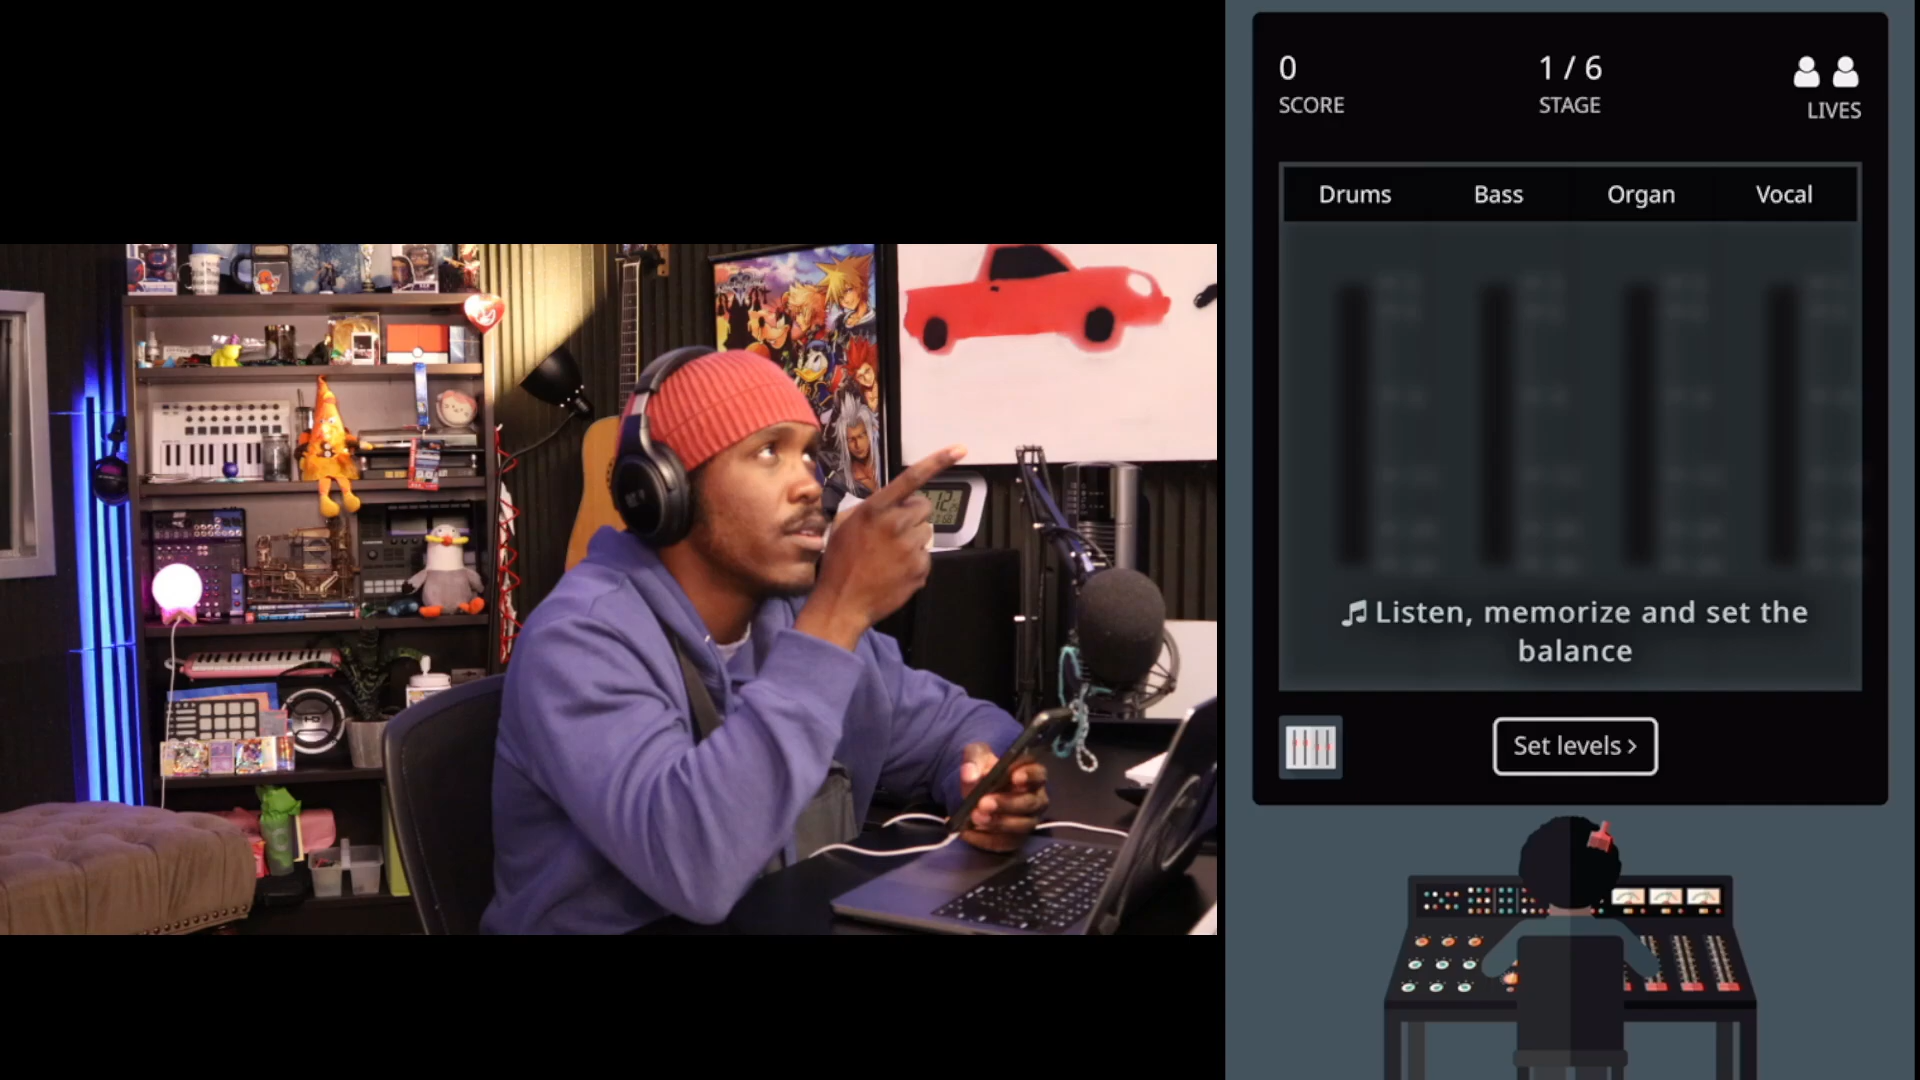 0
SCORE
1 / 6
STAGE
LIVES
Drums
Bass
Organ
Vocal
Listen, memorize and set the
balance
Set levels ›